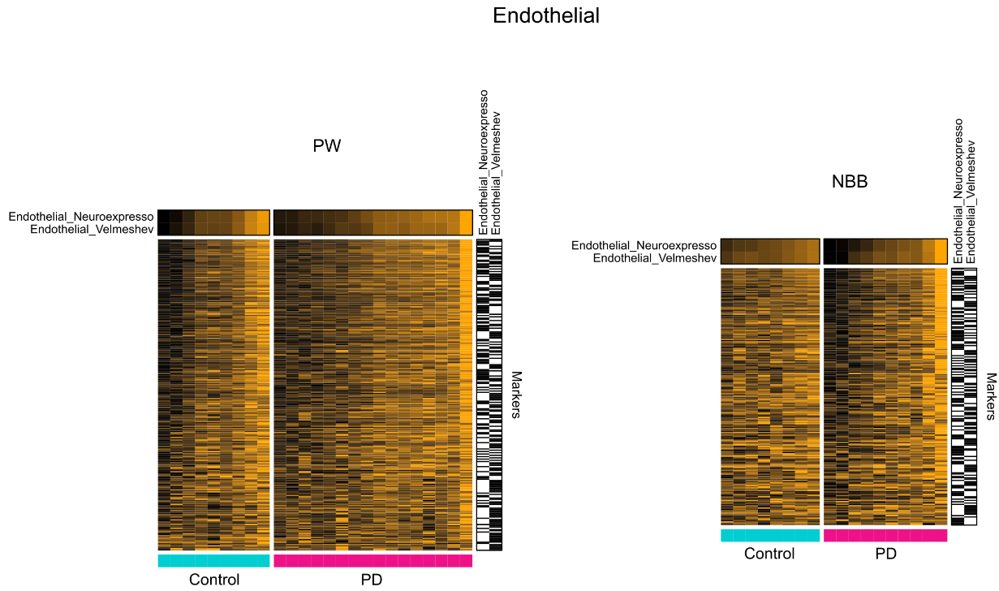 Endothelial
PW
Endothelial_Neuroexpresso
Endothelial_Velmeshev
Endothelial_Neuroexpresso
Endothelial_Velmeshev
Markers
Control
PD
NBB
Endothelial_Neuroexpresso
Endothelial_Velmeshev
Endothelial_Neuroexpresso
Endothelial_Velmeshev
Markers
Control
PD